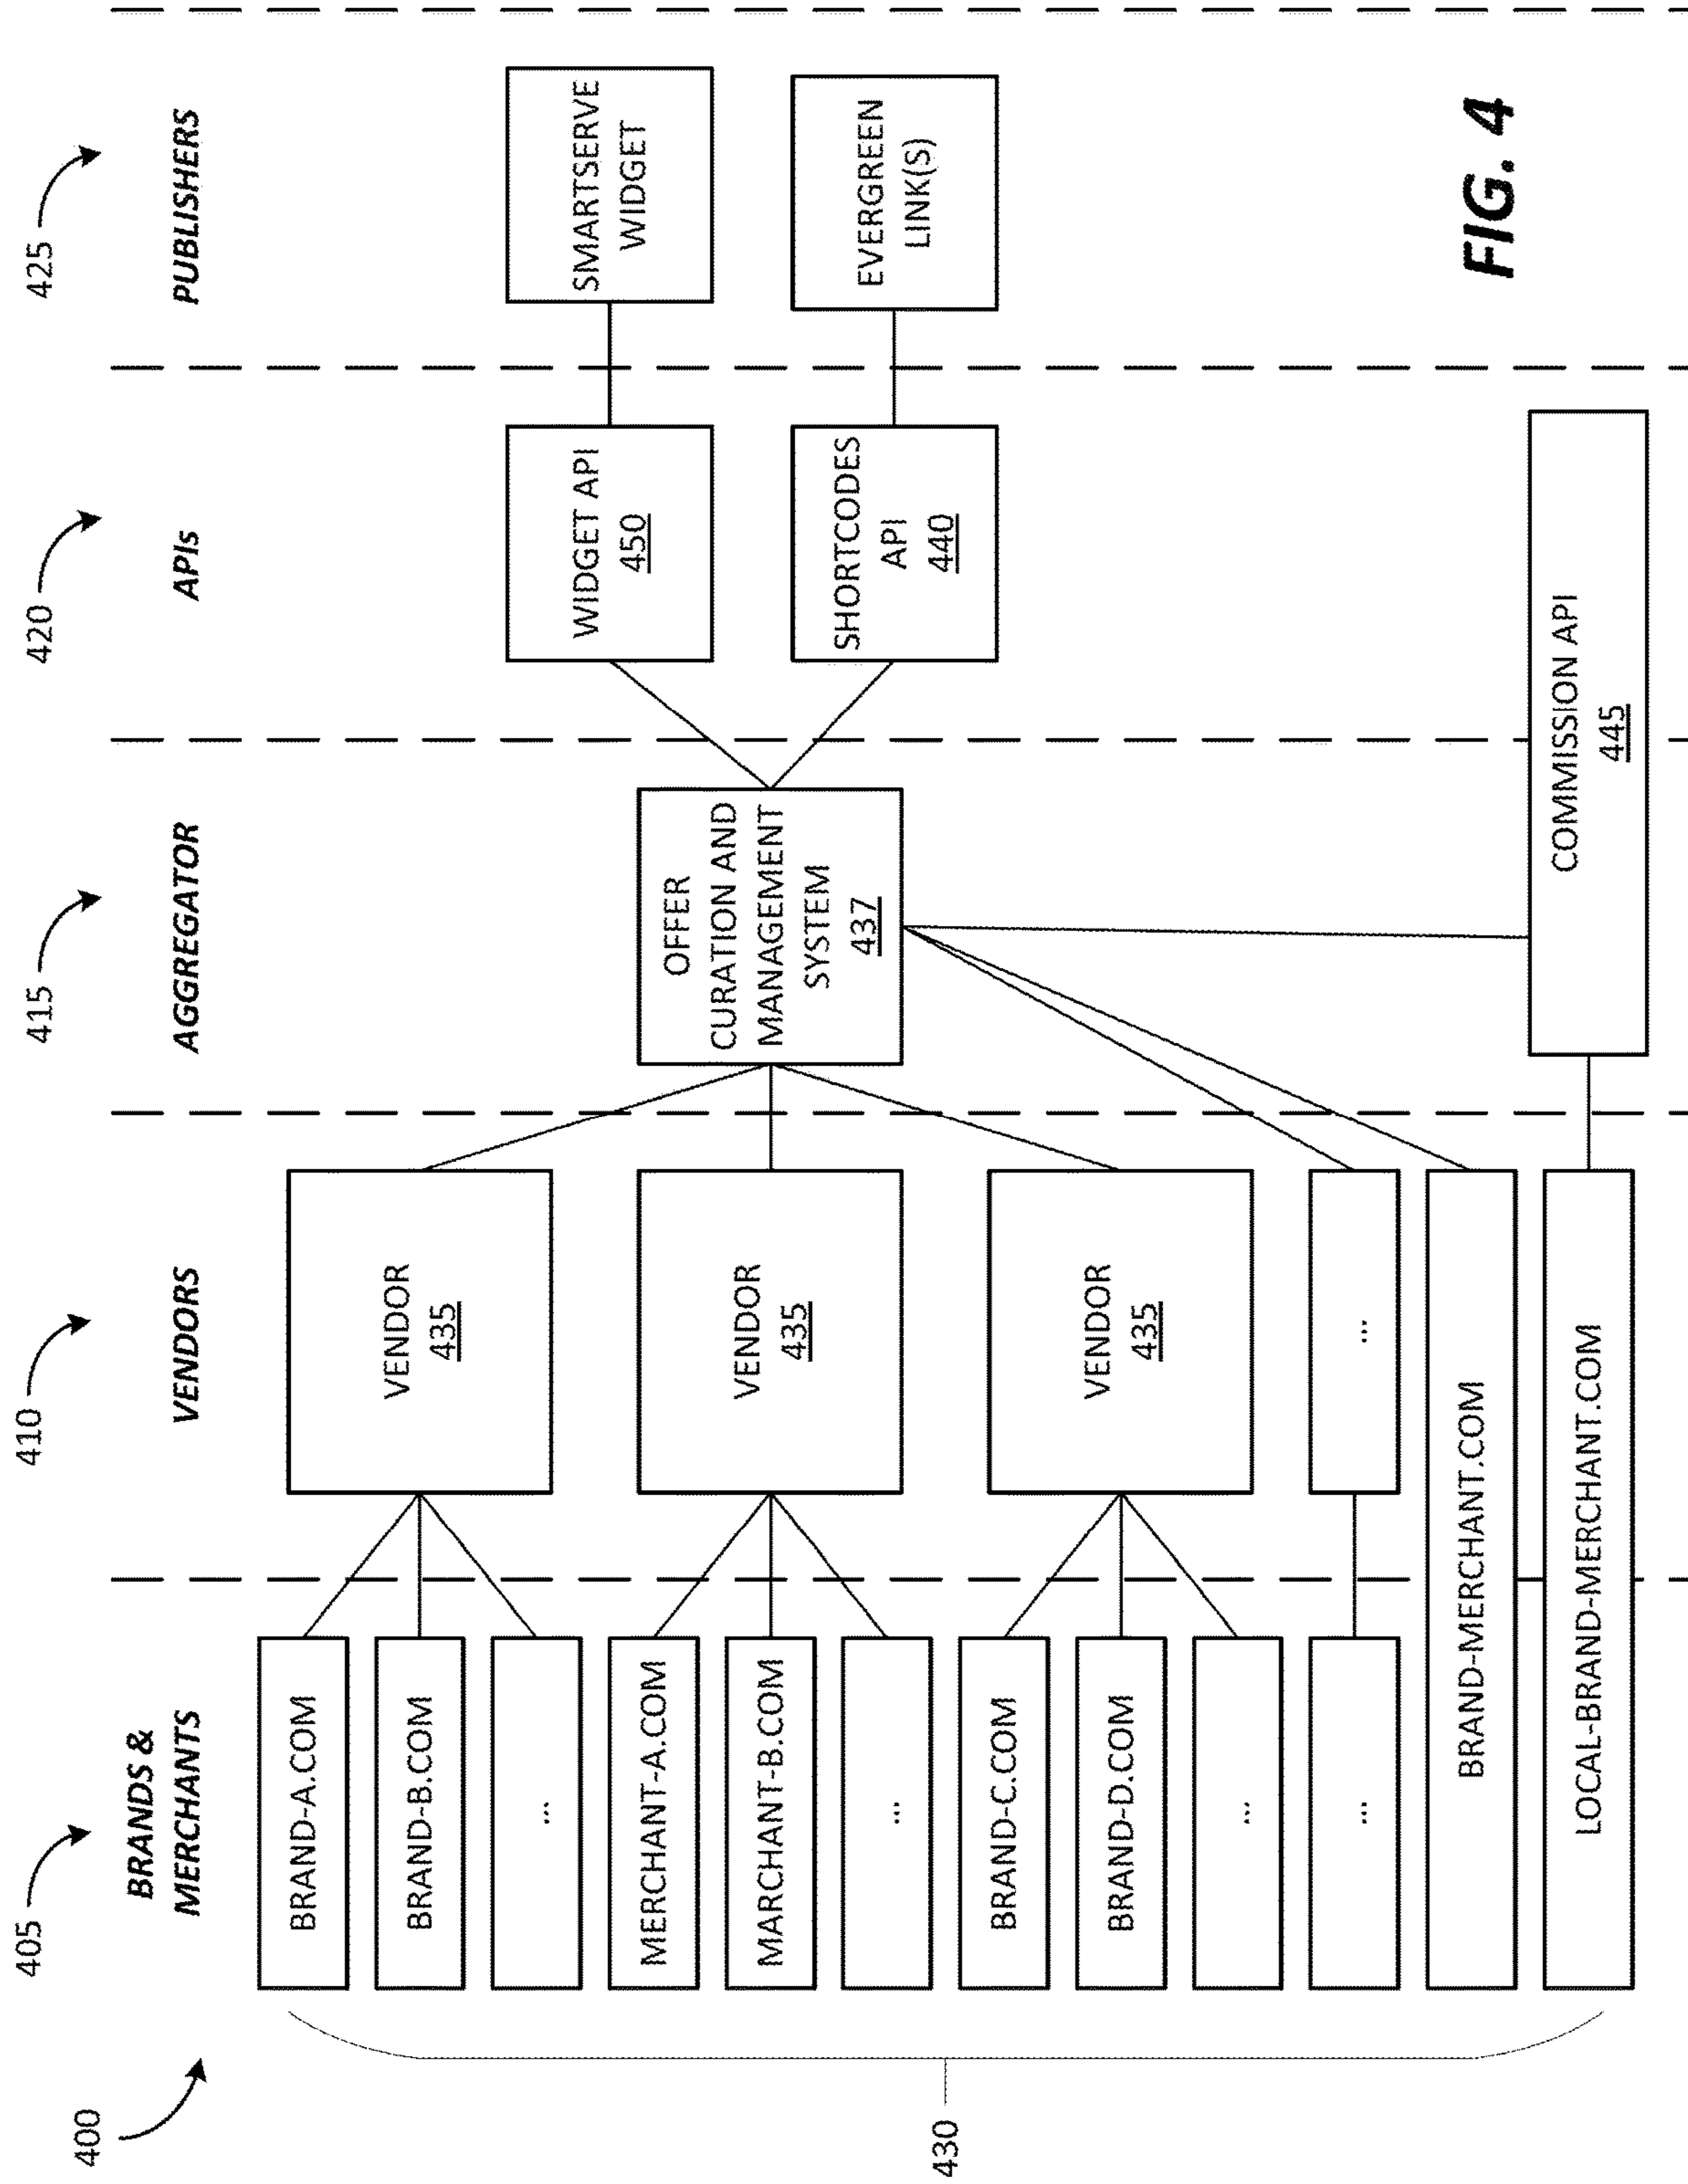 400
405
410
415
420
425
BRANDS &
MERCHANTS
VENDORS
AGGREGATOR
APIs
PUBLISHERS
BRAND-A.COM
BRAND-B.COM
...
MERCHANT-A.COM
MARCHANT-B.COM
...
BRAND-C.COM
BRAND-D.COM
...
...
BRAND-MERCHANT.COM
LOCAL-BRAND-MERCHANT.COM
430
VENDOR
435
VENDOR
435
VENDOR
435
...
OFFER
CURATION AND
MANAGEMENT
SYSTEM
437
WIDGET API
450
SHORTCODES
API
440
COMMISSION API
445
SMARTSERVE
WIDGET
EVERGREEN
LINK(S)
FIG. 4